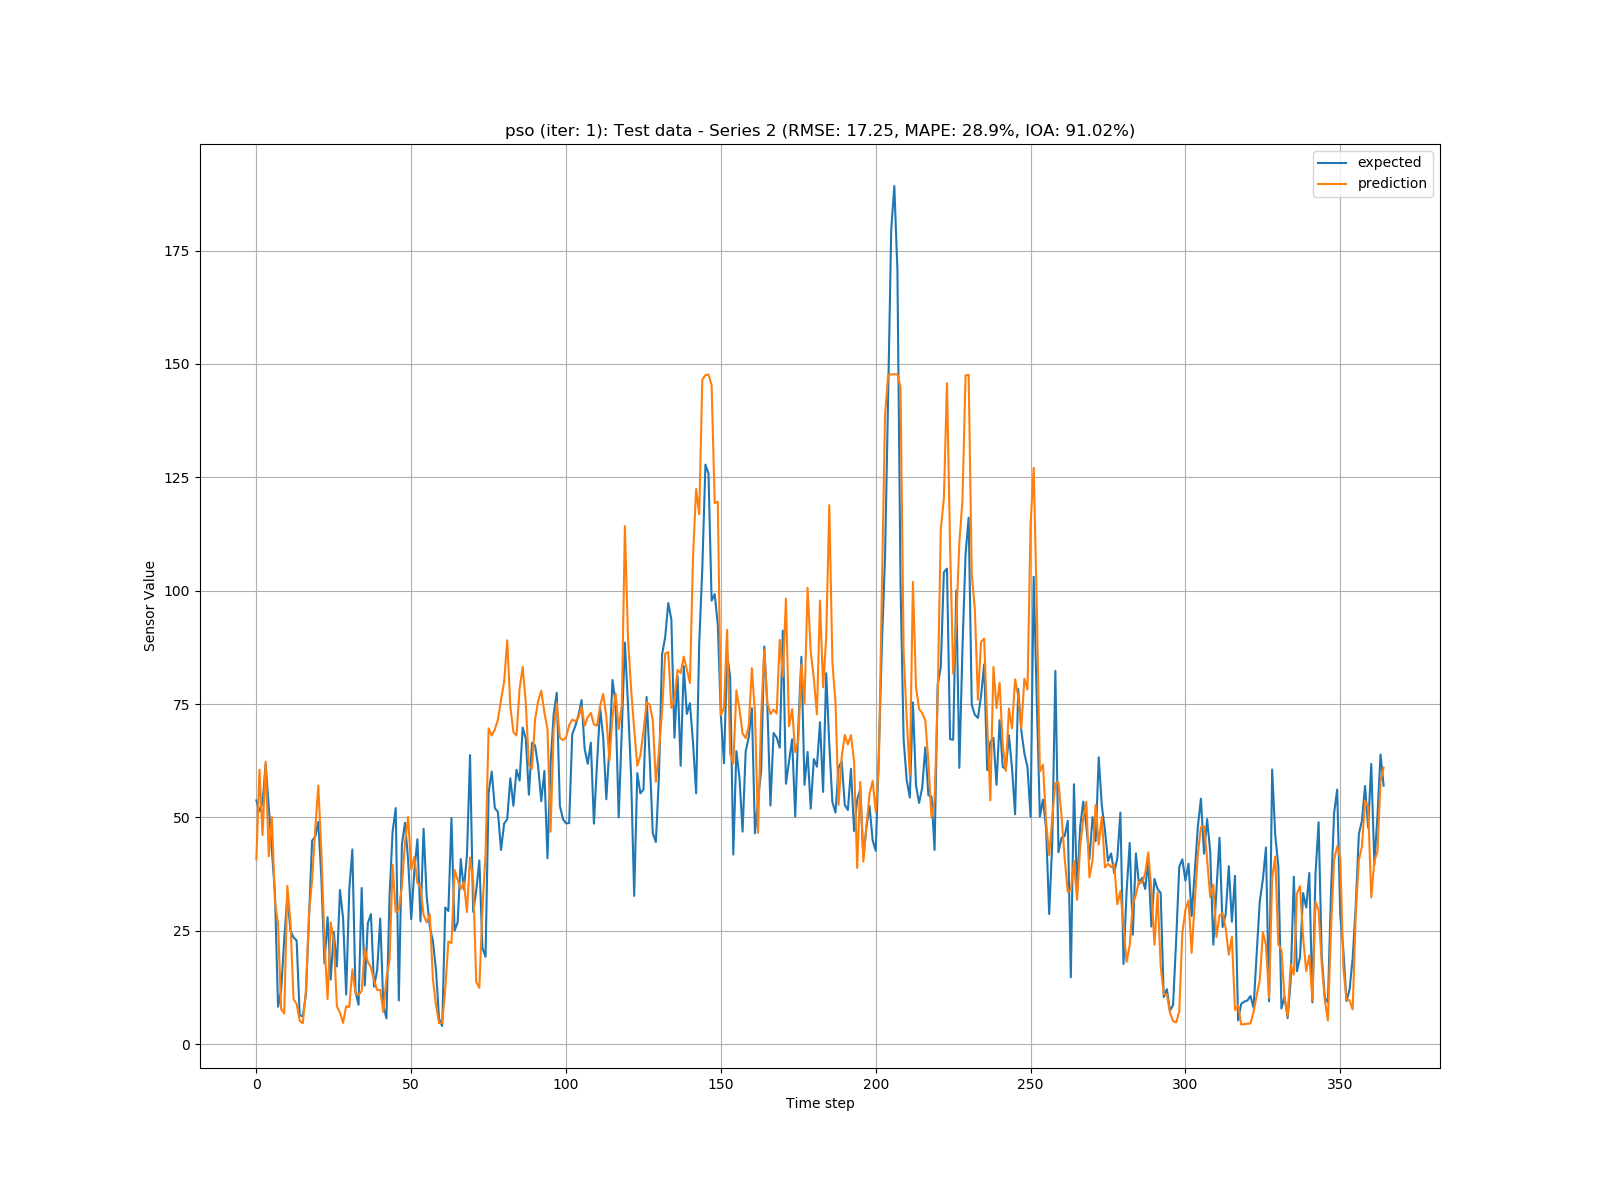 pso (iter: 1): Test data - Series 2 (RMSE: 17.25, MAPE: 28.9%, IOA: 91.02%)
expected
prediction
175
150
125
100
75
50
25
0
Sensor Value
0 50 100 150 200 250 300 350
Time step